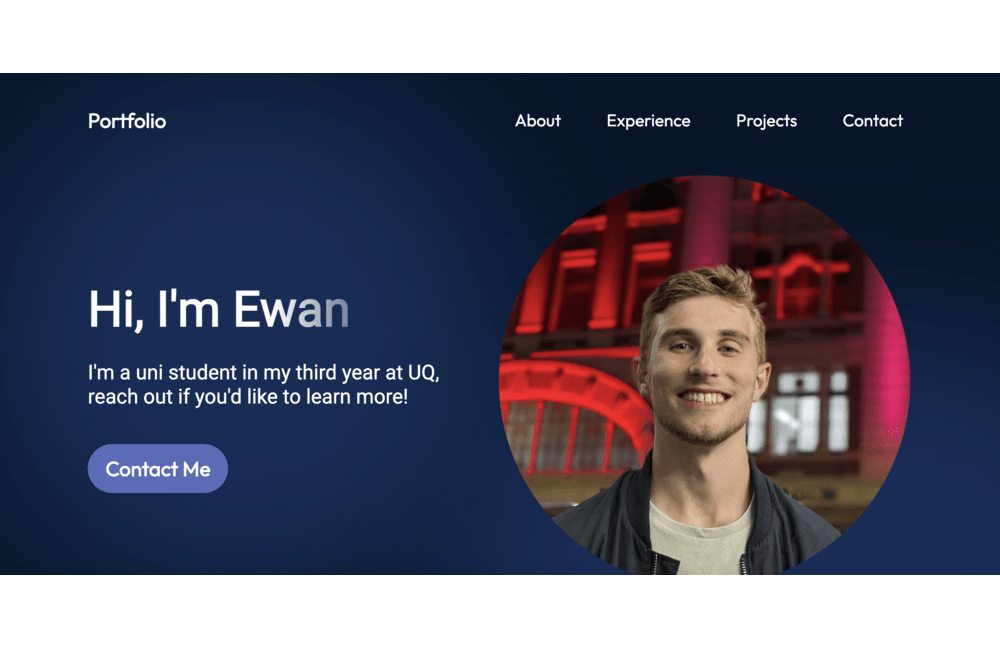 Portfolio
About
Experience
Projects
Contact
Hi, I'm Ewan
I'm a uni student in my third year at UQ,
reach out if you'd like to learn more!
Contact Me